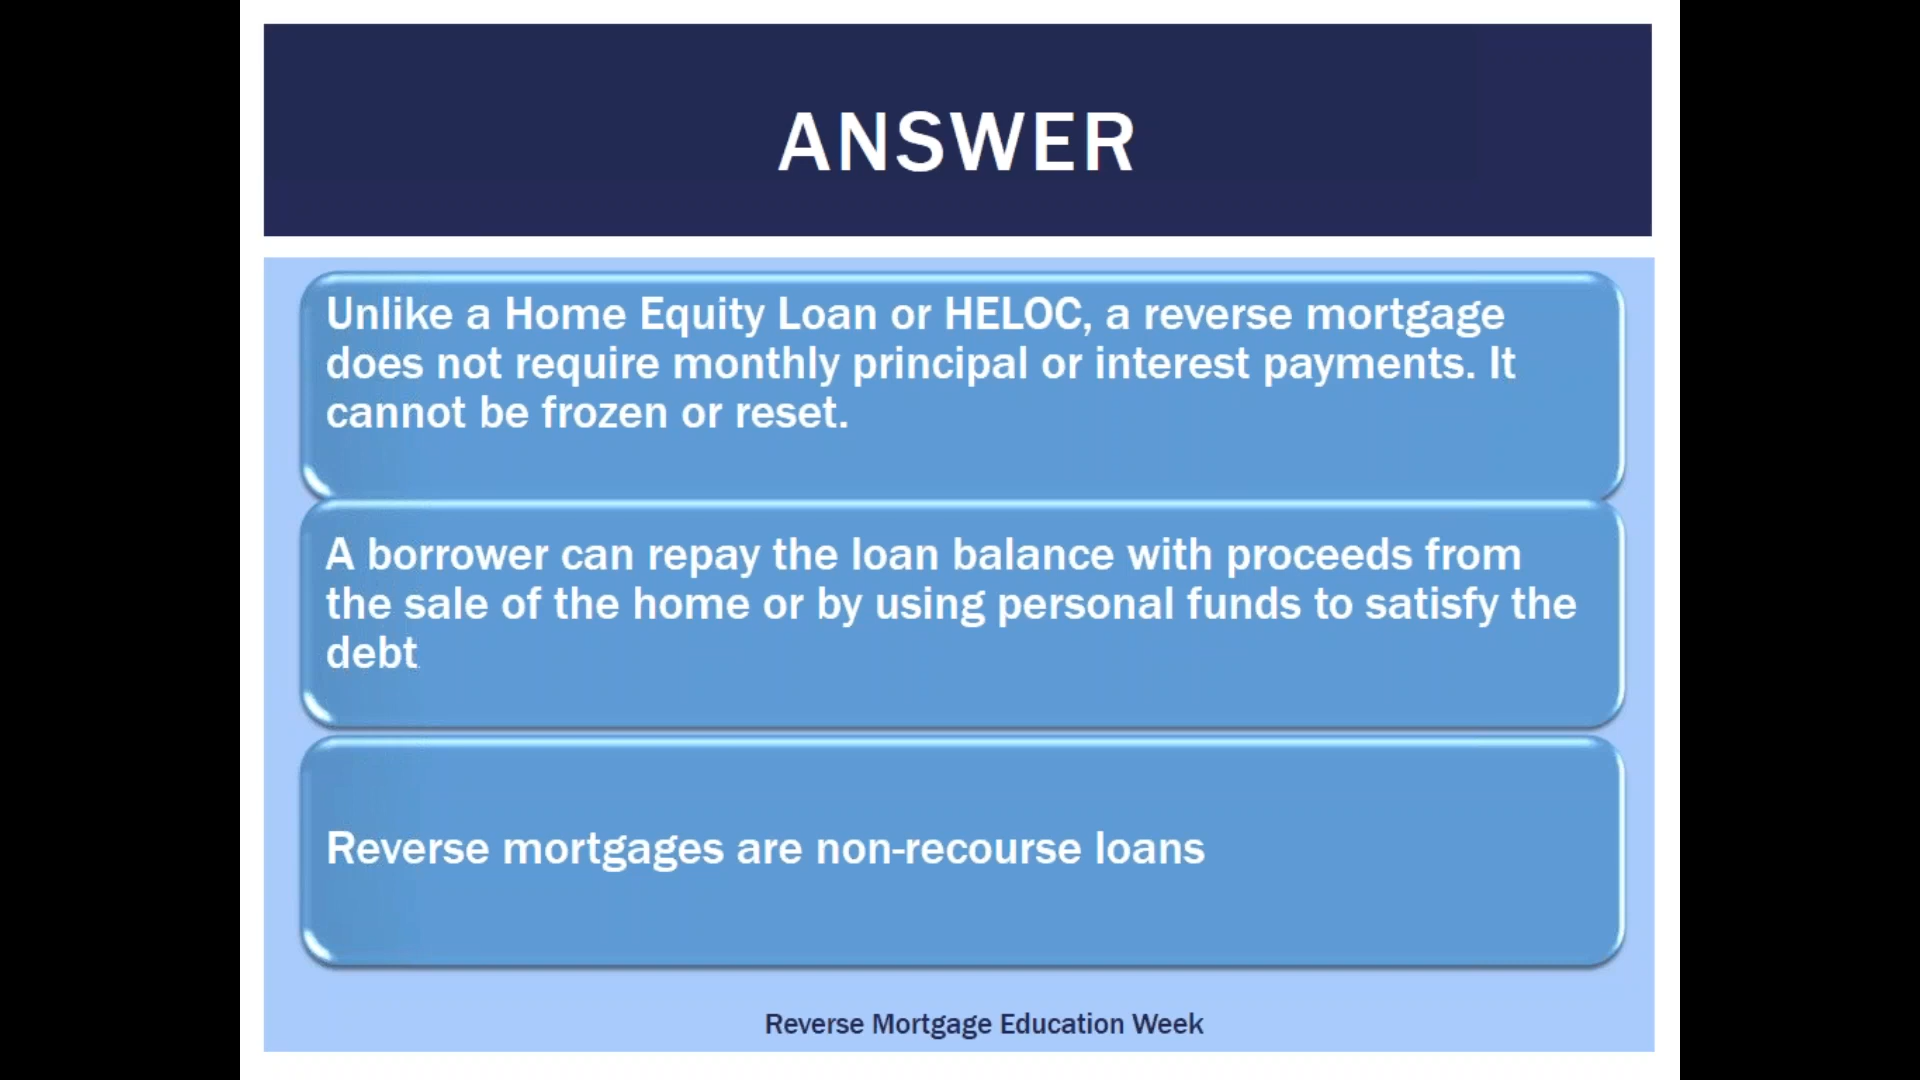 ANSWER
Unlike a Home Equity Loan or HELOC, a reverse mortgage
does not require monthly principal or interest payments. It
cannot be frozen or reset.
A borrower can repay the loan balance with proceeds from
the sale of the home or by using personal funds to satisfy the
debt
Reverse mortgages are non-recourse loans
Reverse Mortgage Education Week